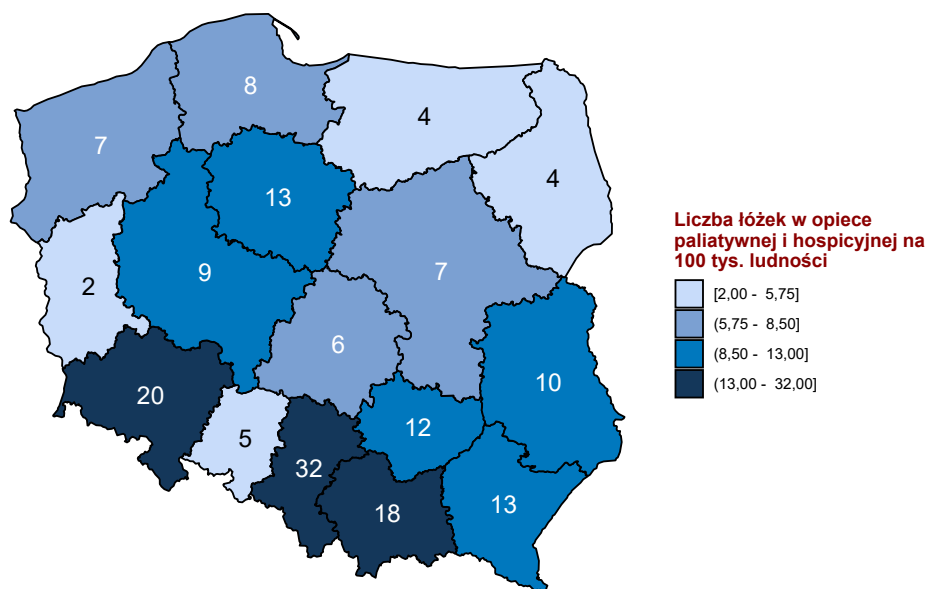 8
4
7
4
13
9
7
2
6
10
20
12
5
32
18
13
Liczba łóżek w opiece
paliatywnej i hospicyjnej na
100 tys. ludności
[2,00 - 5,75]
(5,75 - 8,50]
(8,50 - 13,00]
(13,00 - 32,00]